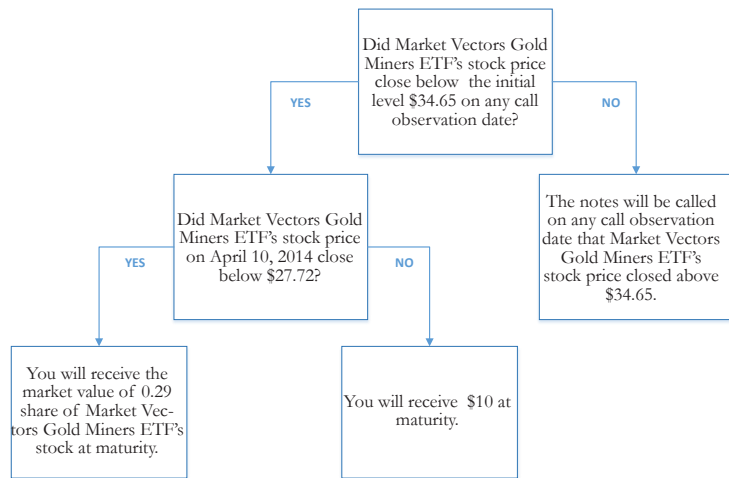 Did Market Vectors Gold
Miners ETF's stock price
close below the initial
level $34.65 on any call
observation date?
YES
NO
Did Market Vectors Gold
Miners ETF's stock price
on April 10, 2014 close
below $27.72?
The notes will be called
on any call observation
date that Market Vectors
Gold Miners ETF's
stock price closed above
$34.65.
YES
NO
You will receive the
market value of 0.29
share of Market Vec-
tors Gold Miners ETF's
stock at maturity.
You will receive $10 at
maturity.